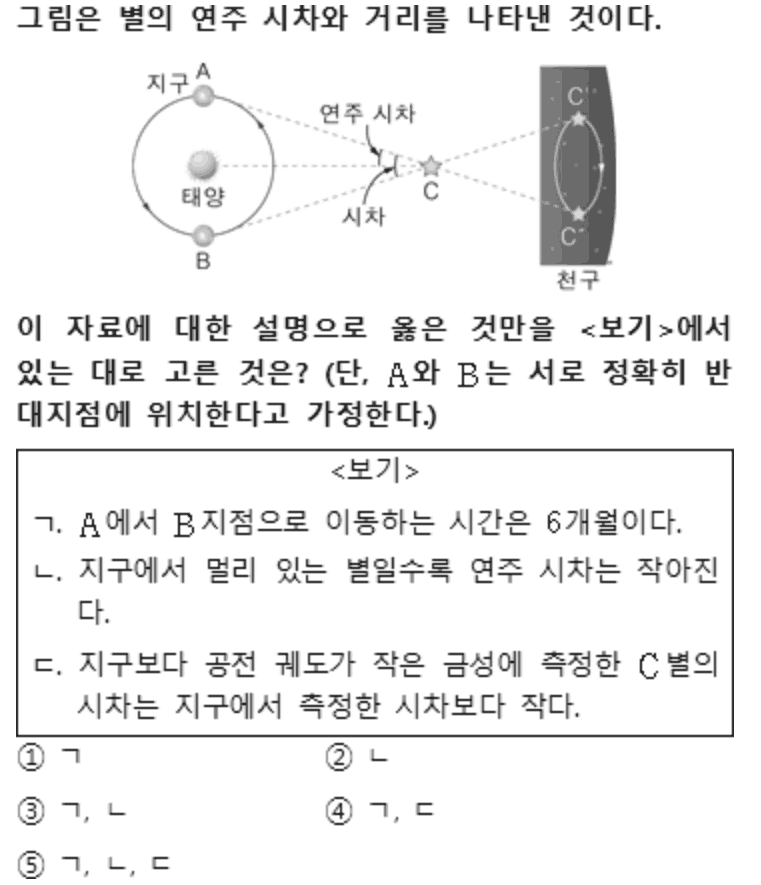 그림은 별의 연주 시차와 거리를 나타낸 것이다.
지구 A
연주 시차
C'
태양
C
시차
B
C"
천구
이 자료에 대한 설명으로 옳은 것만을 <보기>에서
있는 대로 고른 것은? (단, A와 B는 서로 정확히 반
대지점에 위치한다고 가정한다.)
<보기>
ㄱ. A에서 B지점으로 이동하는 시간은 6개월이다.
ㄴ. 지구에서 멀리 있는 별일수록 연주 시차는 작아진
다.
ㄷ. 지구보다 공전 궤도가 작은 금성에 측정한 C별의
시차는 지구에서 측정한 시차보다 작다.
① ㄱ ② ㄴ
③ ㄱ, ㄴ ④ ㄱ, ㄷ
⑤ ㄱ, ㄴ, ㄷ